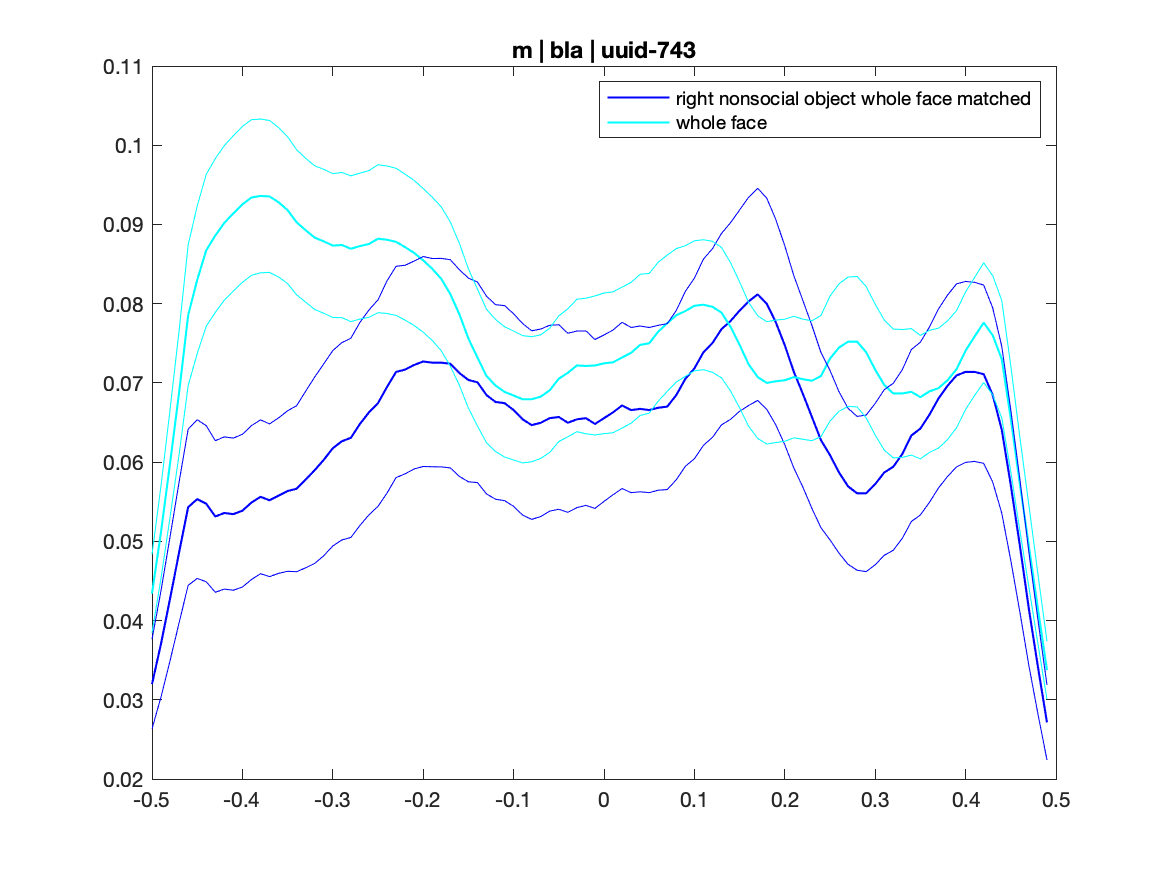 m | bla | uuid-743
right nonsocial object whole face matched
whole face
0.11
0.1
0.09
0.08
0.07
0.06
0.05
0.04
0.03
0.02
-0.5 -0.4 -0.3 -0.2 -0.1 0 0.1 0.2 0.3 0.4 0.5